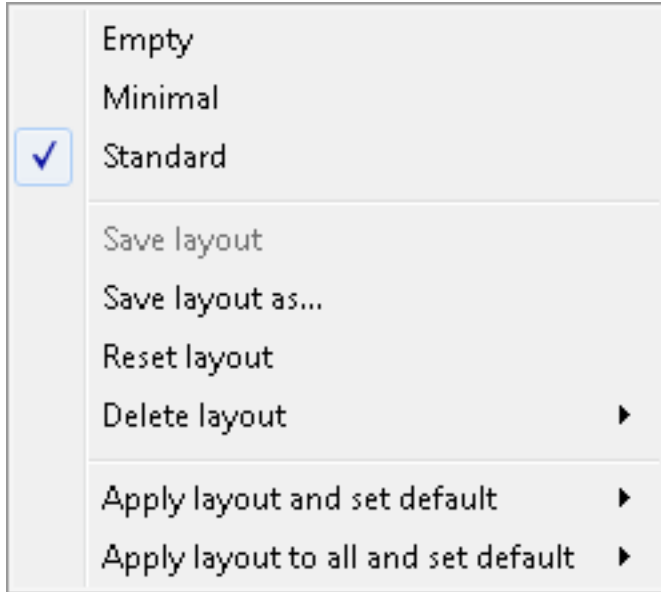 Empty
Minimal
Standard
Save layout
Save layout as...
Reset layout
Delete layout
Apply layout and set default
Apply layout to all and set default